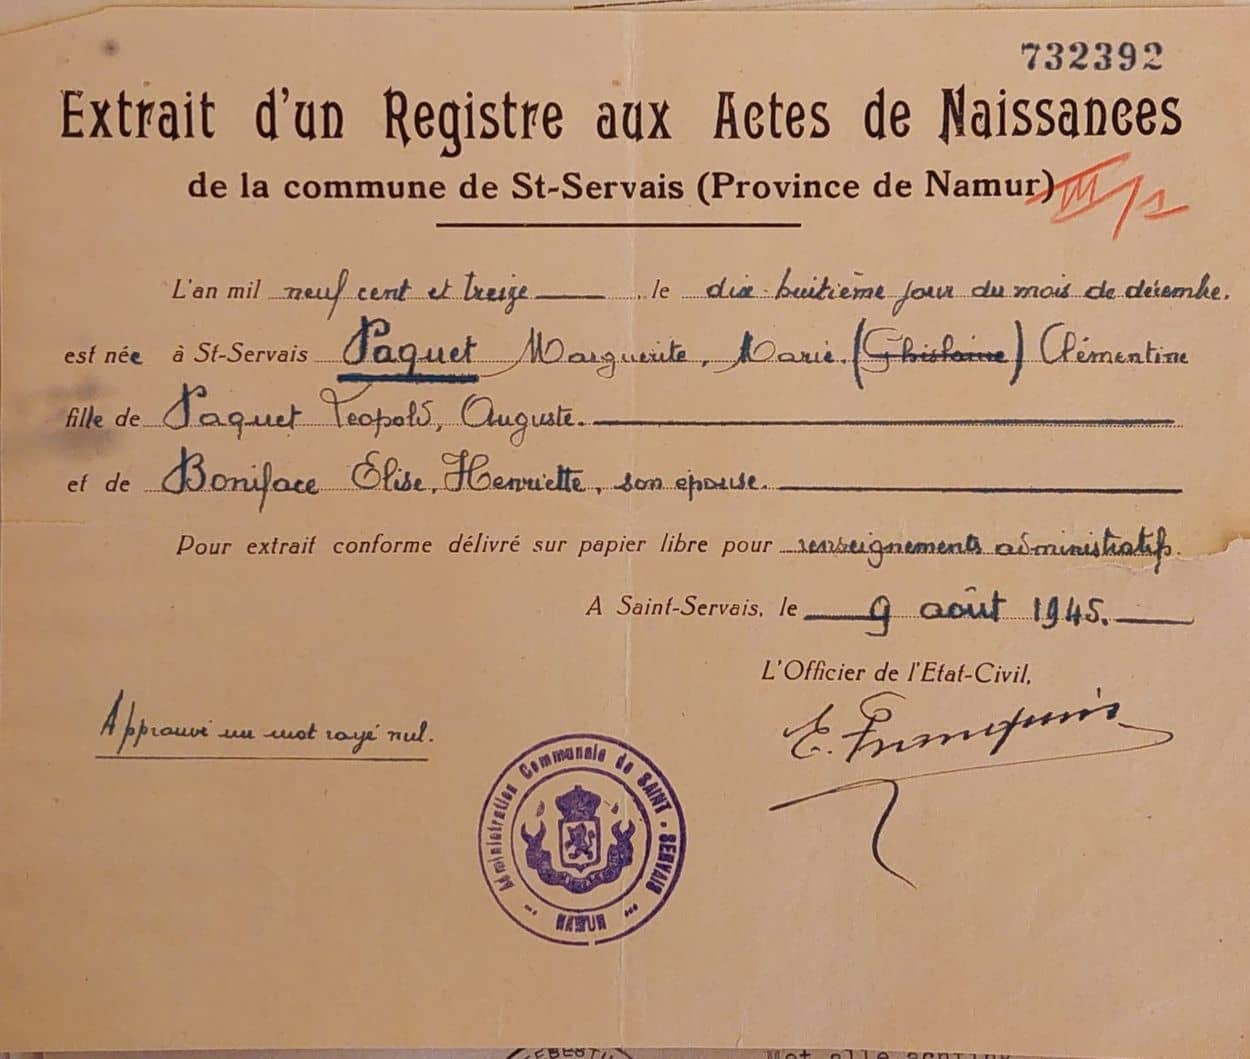 732392
Extrait d'un Registre aux Actes de Naissances
de la commune de St-Servais (Province de Namur)
L'an mil neuf cent et treize , le dix-huitième jour du mois de décembre.
est née à St-Servais Paquet Marguerite, Marie. (Ghislaine) Clémentine
fille de Paquet Léopold, Auguste.
et de Boniface Elise, Henriette, son épouse.
Pour extrait conforme délivré sur papier libre pour renseignements administratifs.
A Saint-Servais, le 9 août 1945.
L'Officier de l'Etat-Civil,
E.
Approuvé un mot rayé nul.
Administration Communale de SAINT-SERVAIS
NAMUR